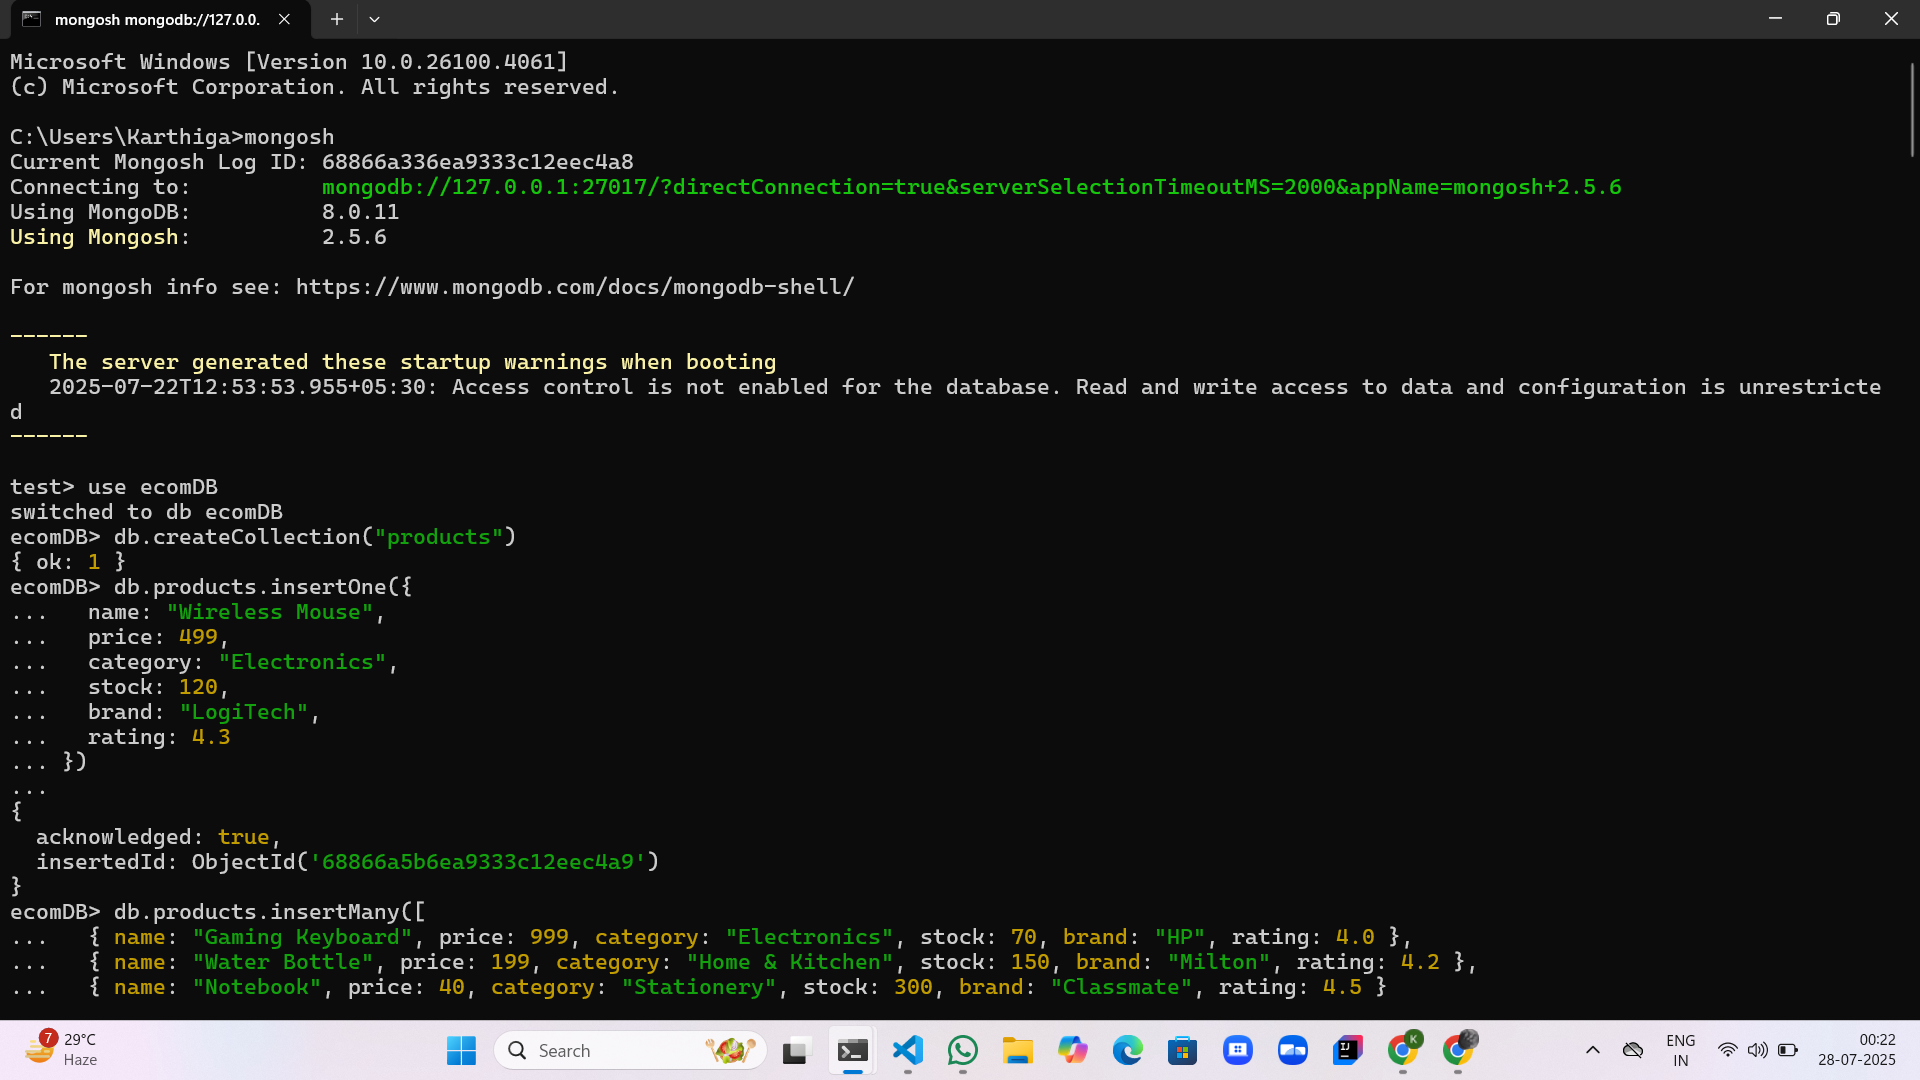 mongosh mongodb://127.0.0.
Microsoft Windows [Version 10.0.26100.4061]
(c) Microsoft Corporation. All rights reserved.
C:\Users\Karthiga>mongosh
Current Mongosh Log ID: 68866a336ea9333c12eec4a8
Connecting to:          mongodb://127.0.0.1:27017/?directConnection=true&serverSelectionTimeoutMS=2000&appName=mongosh+2.5.6
Using MongoDB:          8.0.11
Using Mongosh:          2.5.6
For mongosh info see: https://www.mongodb.com/docs/mongodb-shell/
------
   The server generated these startup warnings when booting
   2025-07-22T12:53:53.955+05:30: Access control is not enabled for the database. Read and write access to data and configuration is unrestricte
d
------
test> use ecomDB
switched to db ecomDB
ecomDB> db.createCollection("products")
{ ok: 1 }
ecomDB> db.products.insertOne({
...   name: "Wireless Mouse",
...   price: 499,
...   category: "Electronics",
...   stock: 120,
...   brand: "LogiTech",
...   rating: 4.3
... })
...
{
  acknowledged: true,
  insertedId: ObjectId('68866a5b6ea9333c12eec4a9')
}
ecomDB> db.products.insertMany([
...   { name: "Gaming Keyboard", price: 999, category: "Electronics", stock: 70, brand: "HP", rating: 4.0 },
...   { name: "Water Bottle", price: 199, category: "Home & Kitchen", stock: 150, brand: "Milton", rating: 4.2 },
...   { name: "Notebook", price: 40, category: "Stationery", stock: 300, brand: "Classmate", rating: 4.5 }
7
29°C
Haze
Search
IJ
K
ENG
IN
00:22
28-07-2025